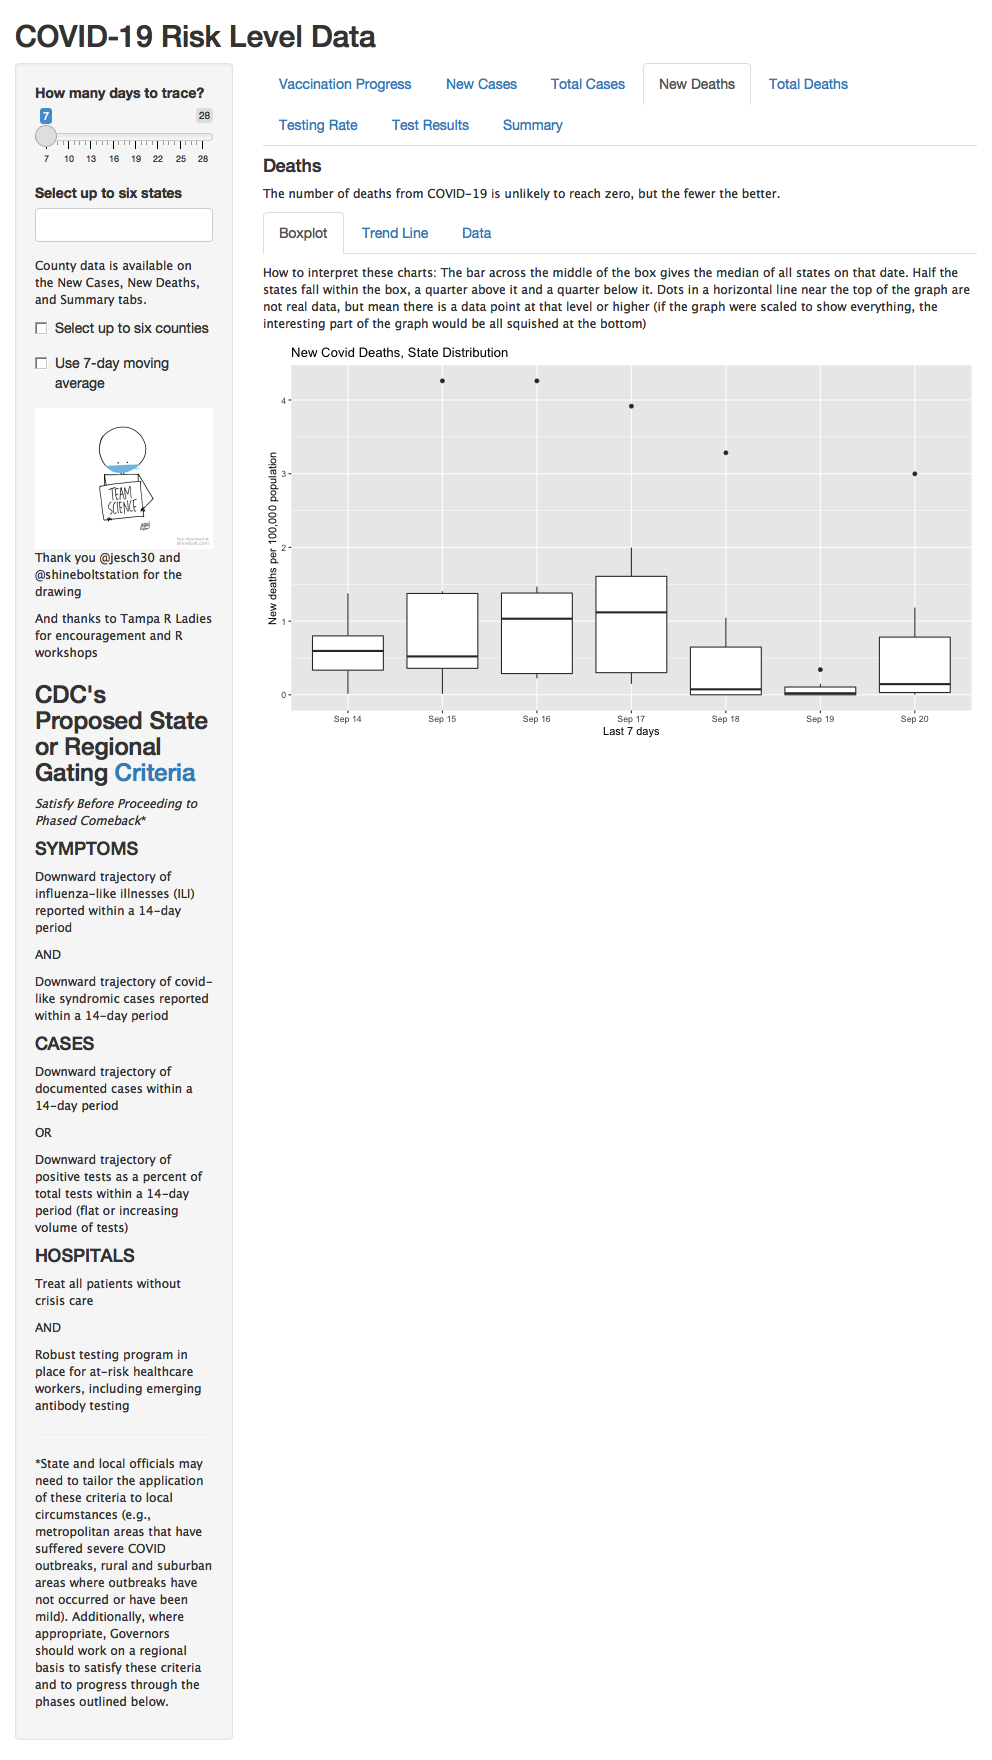 COVID-19 Risk Level Data
How many days to trace?
7
28
7 10 13 16 19 22 25 28
Select up to six states
County data is available on
the New Cases, New Deaths,
and Summary tabs.
Select up to six counties
Use 7-day moving
average
TEAM
SCIENCE
Thank you @jesch30 and
@shineboltstation for the
drawing
And thanks to Tampa R Ladies
for encouragement and R
workshops
CDC's
Proposed State
or Regional
Gating Criteria
Satisfy Before Proceeding to
Phased Comeback*
SYMPTOMS
Downward trajectory of
influenza-like illnesses (ILI)
reported within a 14-day
period
AND
Downward trajectory of covid-
like syndromic cases reported
within a 14-day period
CASES
Downward trajectory of
documented cases within a
14-day period
OR
Downward trajectory of
positive tests as a percent of
total tests within a 14-day
period (flat or increasing
volume of tests)
HOSPITALS
Treat all patients without
crisis care
AND
Robust testing program in
place for at-risk healthcare
workers, including emerging
antibody testing
*State and local officials may
need to tailor the application
of these criteria to local
circumstances (e.g.,
metropolitan areas that have
suffered severe COVID
outbreaks, rural and suburban
areas where outbreaks have
not occurred or have been
mild). Additionally, where
appropriate, Governors
should work on a regional
basis to satisfy these criteria
and to progress through the
phases outlined below.
Vaccination Progress New Cases Total Cases New Deaths Total Deaths
Testing Rate Test Results Summary
Deaths
The number of deaths from COVID-19 is unlikely to reach zero, but the fewer the better.
Boxplot Trend Line Data
How to interpret these charts: The bar across the middle of the box gives the median of all states on that date. Half the
states fall within the box, a quarter above it and a quarter below it. Dots in a horizontal line near the top of the graph are
not real data, but mean there is a data point at that level or higher (if the graph were scaled to show everything, the
interesting part of the graph would be all squished at the bottom)
New Covid Deaths, State Distribution
New deaths per 100,000 population
4
3
2
1
0
Sep 14 Sep 15 Sep 16 Sep 17 Sep 18 Sep 19 Sep 20
Last 7 days